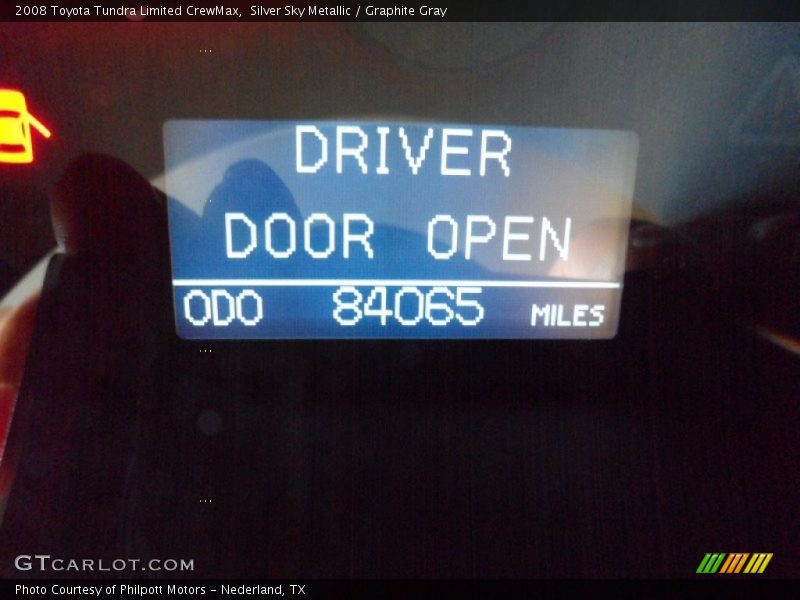 2008 Toyota Tundra Limited CrewMax, Silver Sky Metallic / Graphite Gray
DRIVER
DOOR OPEN
ODO 84065 MILES
GTCARLOT.COM
Photo Courtesy of Philpott Motors - Nederland, TX